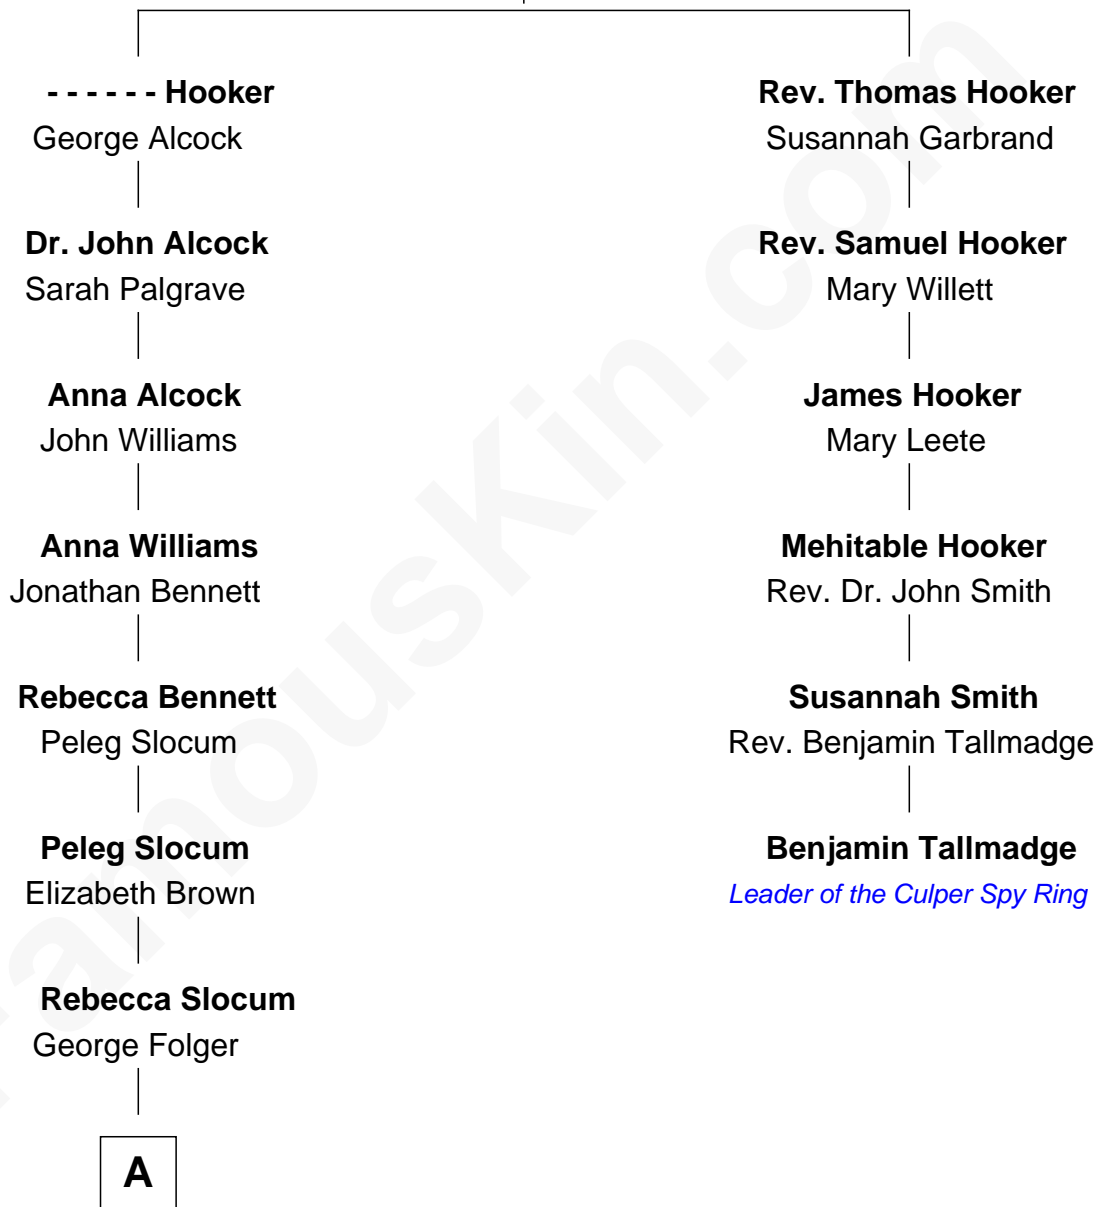 - - - - - - Hooker
George Alcock
Dr. John Alcock
Sarah Palgrave
Anna Alcock
John Williams
Anna Williams
Jonathan Bennett
Rebecca Bennett
Peleg Slocum
Peleg Slocum
Elizabeth Brown
Rebecca Slocum
George Folger
A
Rev. Thomas Hooker
Susannah Garbrand
Rev. Samuel Hooker
Mary Willett
James Hooker
Mary Leete
Mehitable Hooker
Rev. Dr. John Smith
Susannah Smith
Rev. Benjamin Tallmadge
Benjamin Tallmadge
Leader of the Culper Spy Ring
FamousKin.com